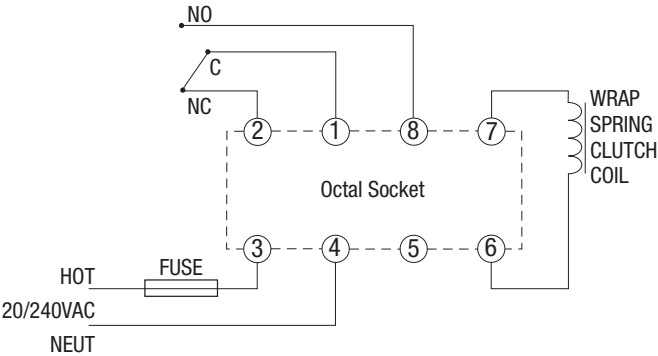 NO
C
NC
2 1 8 7
WRAP
SPRING
CLUTCH
COIL
Octal Socket
3 4 5 6
HOT
FUSE
20/240VAC
NEUT